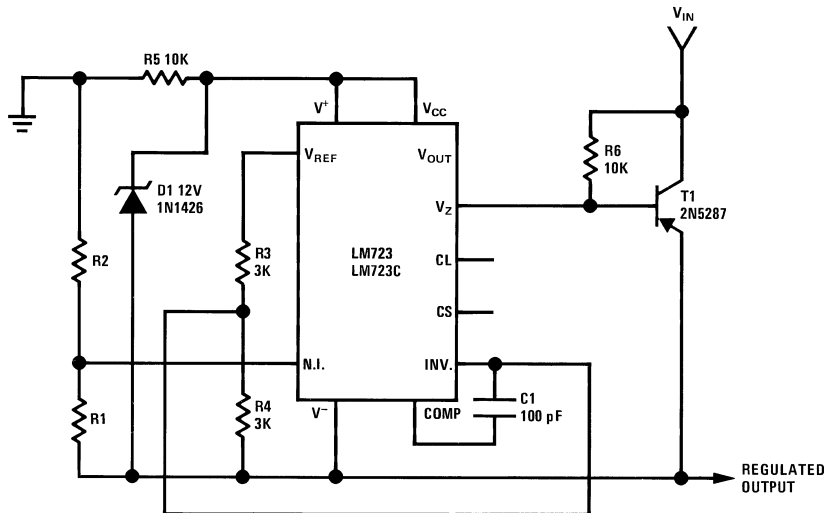 V_IN
R5 10K
V⁺
V_CC
V_REF
V_OUT
R6
10K
D1 12V
1N1426
V_Z
T1
2N5287
R2
R3
3K
LM723
LM723C
CL
CS
N.I.
INV.
R1
R4
3K
V⁻
COMP
C1
100 pF
REGULATED
OUTPUT